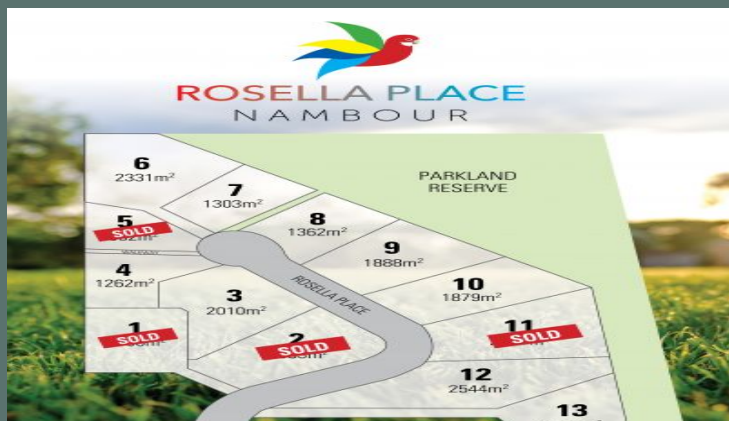 ROSELLA PLACE
NAMBOUR
PARKLAND
RESERVE
6
2331m²
7
1303m²
8
1362m²
9
1888m²
10
1879m²
5
SOLD
4
1262m²
3
2010m²
ROSELLA PLACE
1
SOLD
2
SOLD
11
SOLD
12
2544m²
13